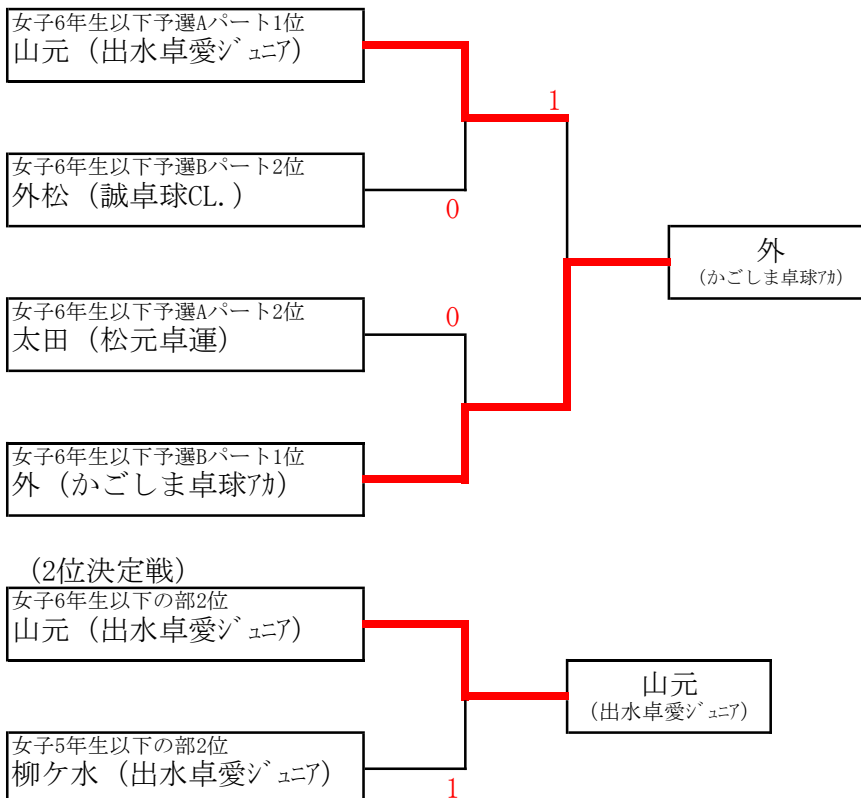 女子6年生以下予選Aパート1位
山元（出水卓愛ｼﾞｭﾆｱ）
1
女子6年生以下予選Bパート2位
外松（誠卓球CL.）
0
外
（かごしま卓球ｱｶ）
女子6年生以下予選Aパート2位
太田（松元卓運）
0
女子6年生以下予選Bパート1位
外（かごしま卓球ｱｶ）
（2位決定戦）
女子6年生以下の部2位
山元（出水卓愛ｼﾞｭﾆｱ）
山元
（出水卓愛ｼﾞｭﾆｱ）
女子5年生以下の部2位
柳ケ水（出水卓愛ｼﾞｭﾆｱ）
1